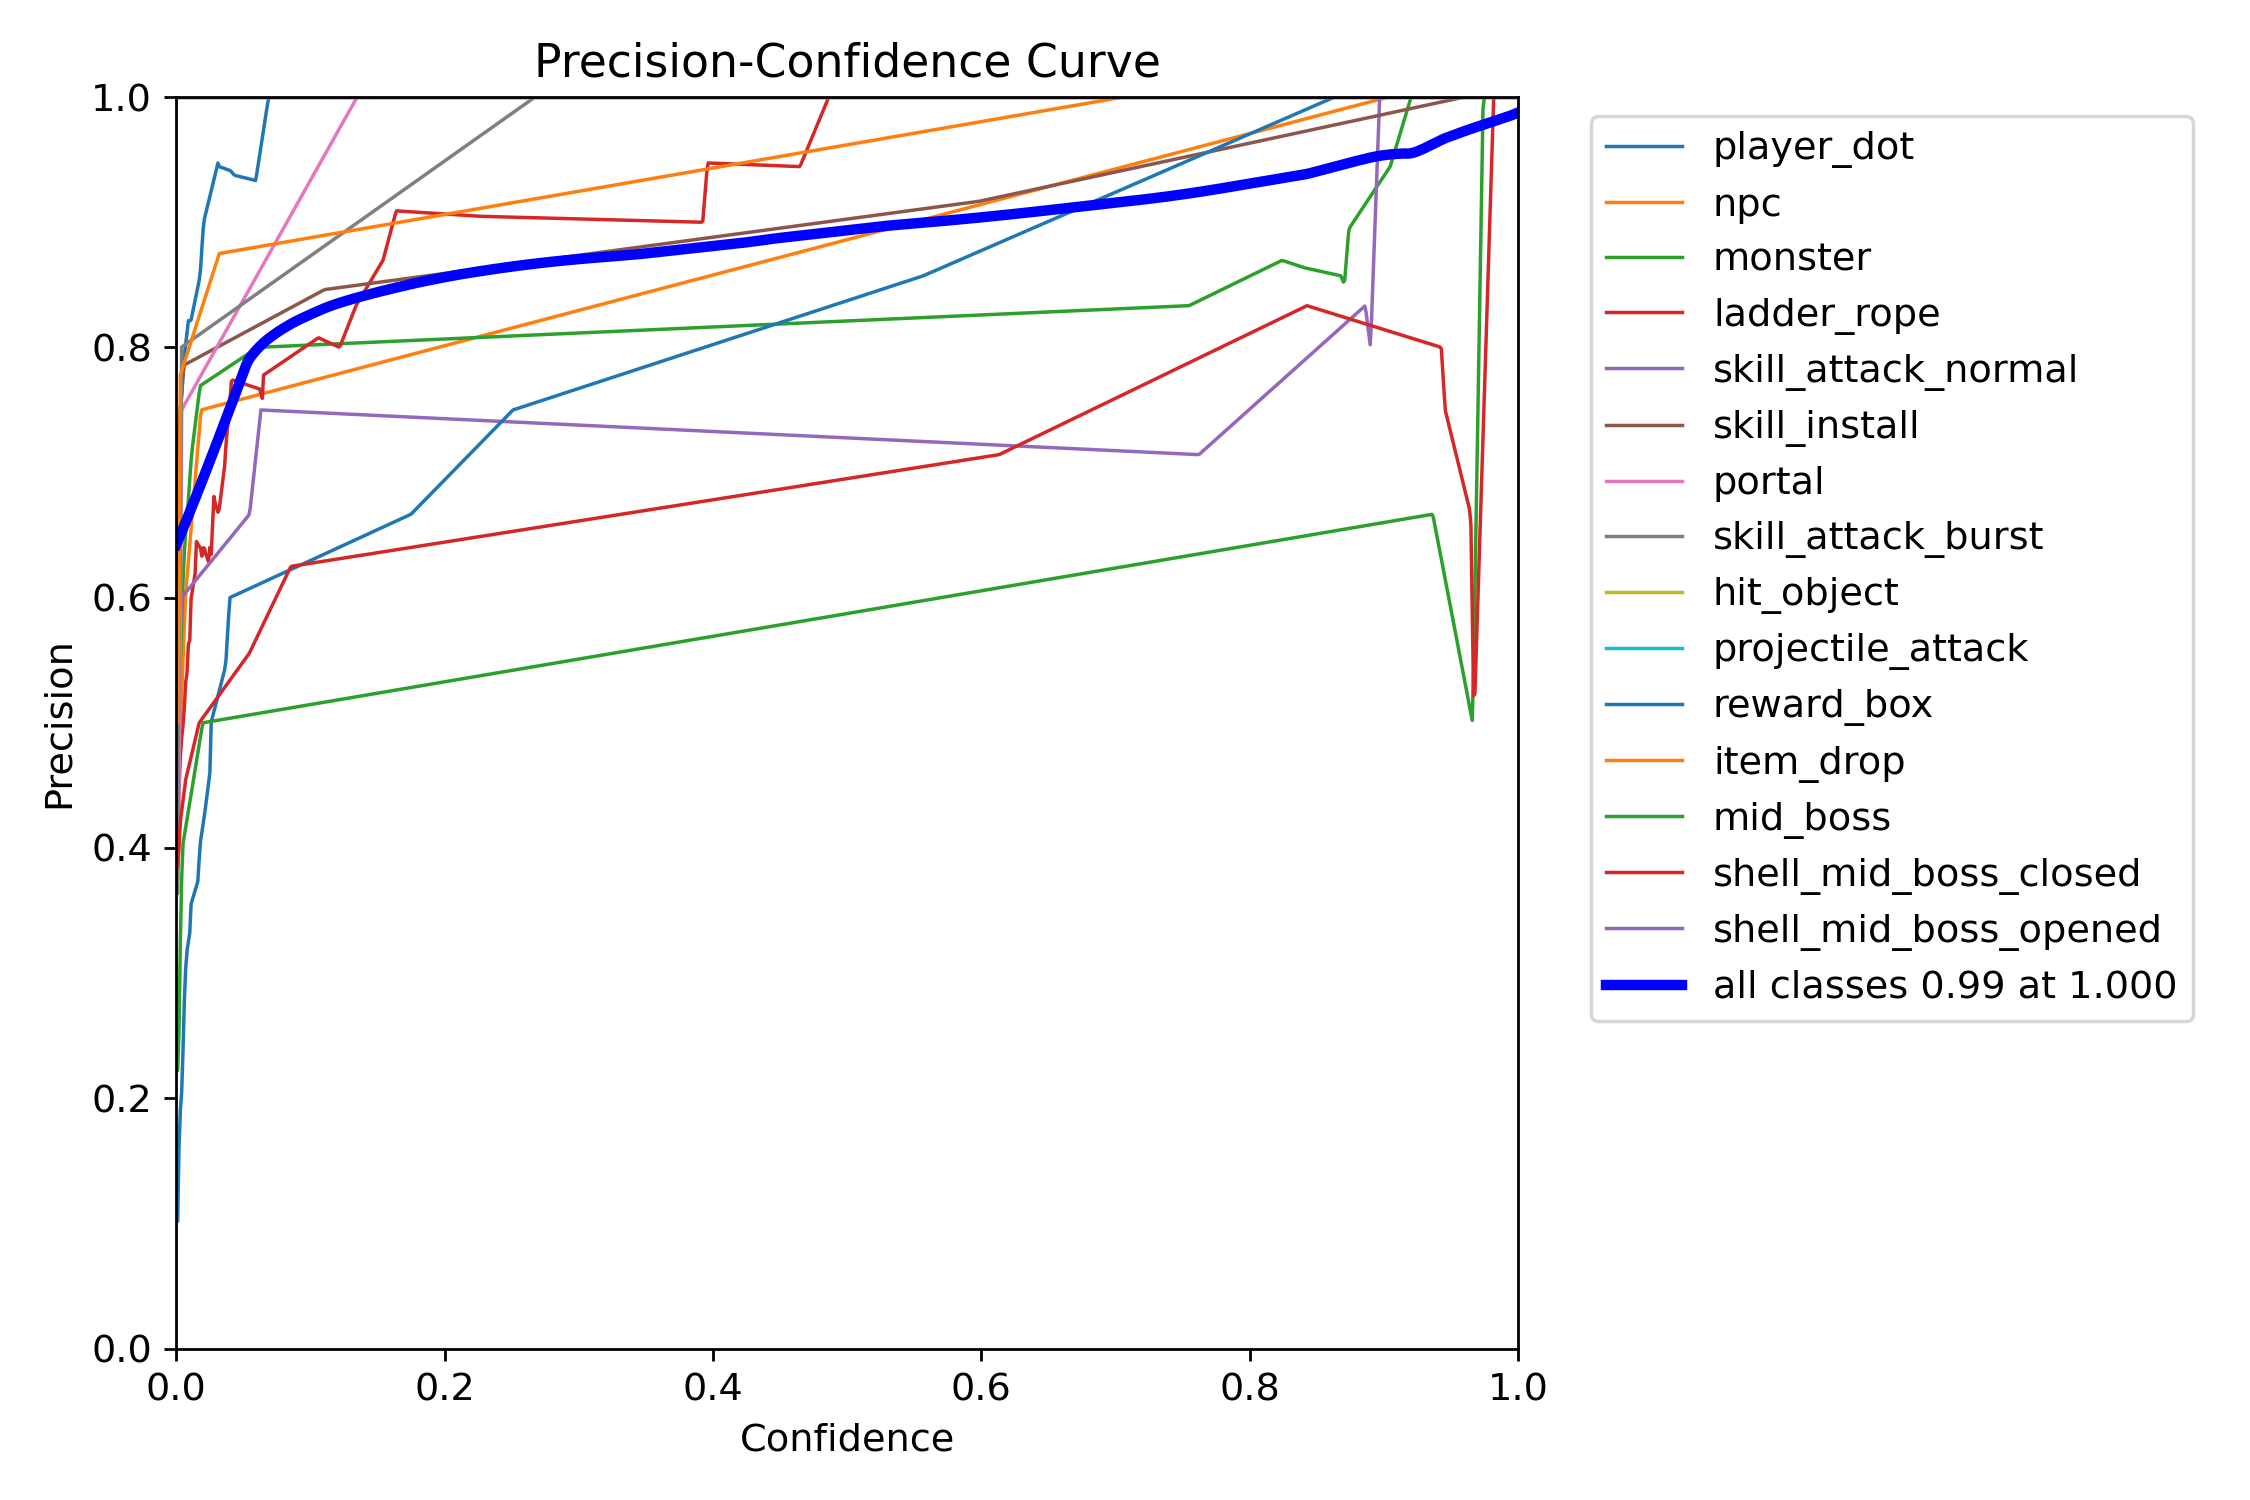 Precision-Confidence Curve
1.0
0.8
0.6
0.4
0.2
0.0
Precision
0.0 0.2 0.4 0.6 0.8 1.0
Confidence
player_dot
npc
monster
ladder_rope
skill_attack_normal
skill_install
portal
skill_attack_burst
hit_object
projectile_attack
reward_box
item_drop
mid_boss
shell_mid_boss_closed
shell_mid_boss_opened
all classes 0.99 at 1.000